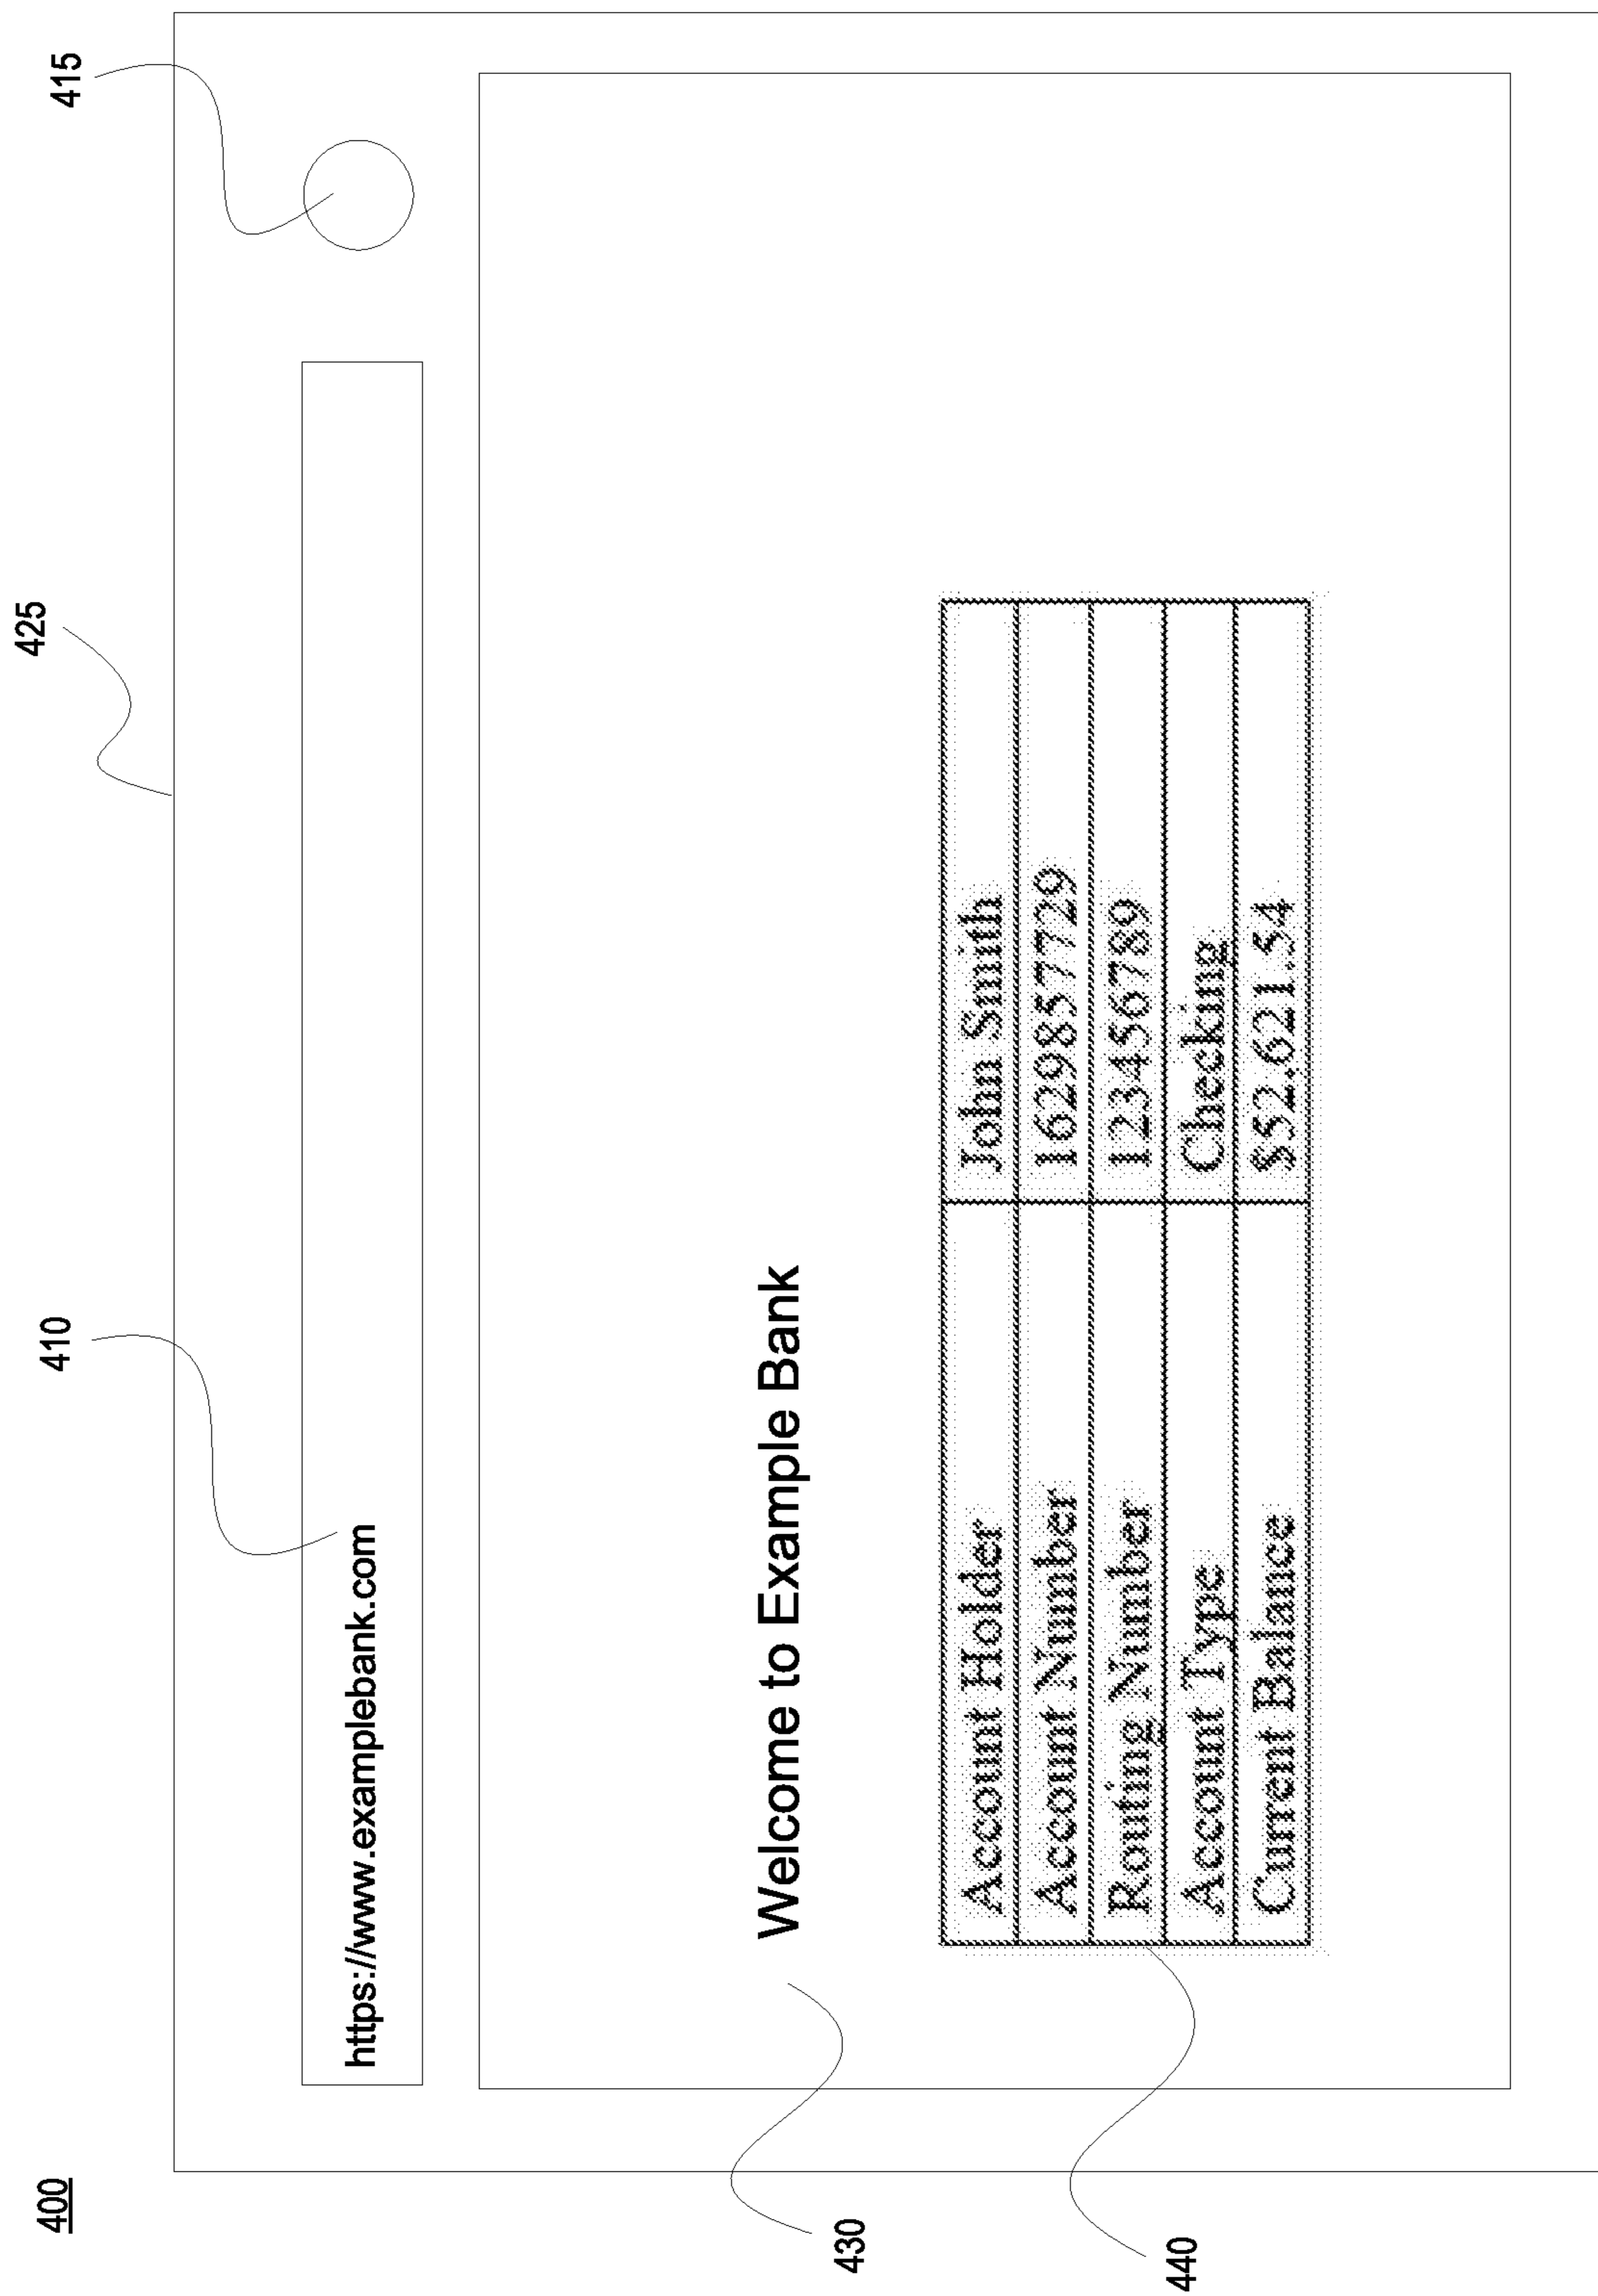 400
425
410
415
https://www.examplebank.com
430
Welcome to Example Bank
440
Account Holder John Smith
Account Number 1629857729
Routing Number 123456789
Account Type Checking
Current Balance $52,621.54